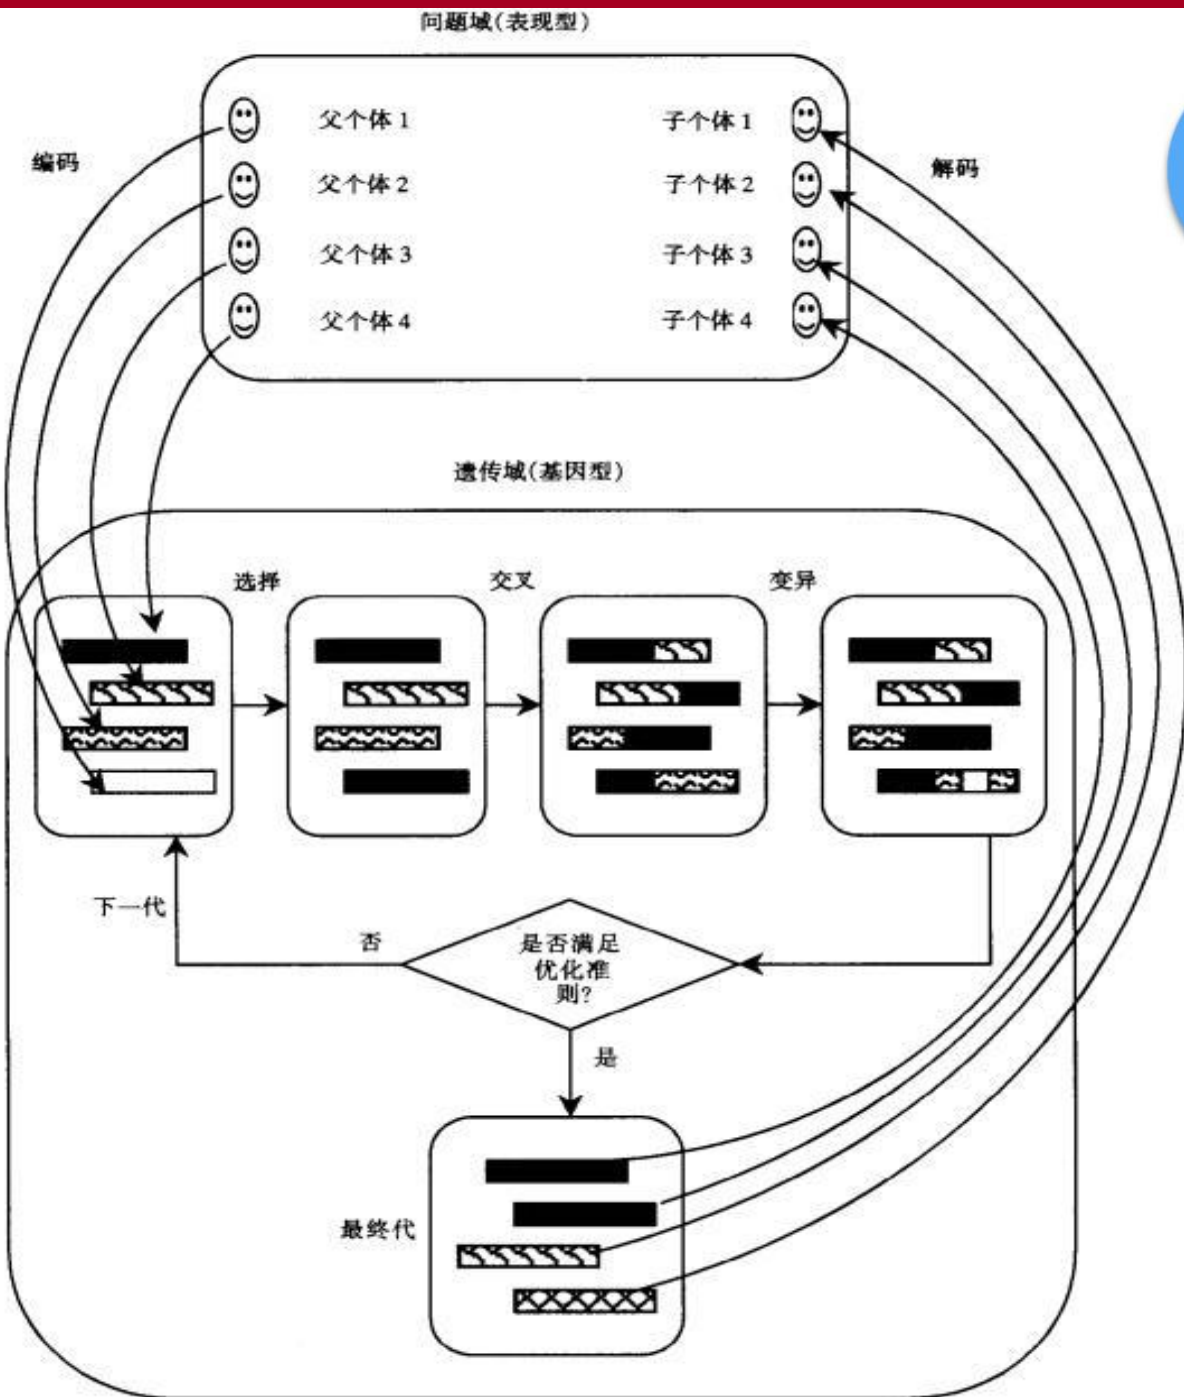 问题域(表现型)
父个体1
子个体1
编码
解码
父个体2
子个体2
父个体3
子个体3
父个体4
子个体4
遗传域(基因型)
选择
交叉
变异
下一代
否
是否满足
优化准
则?
是
最终代